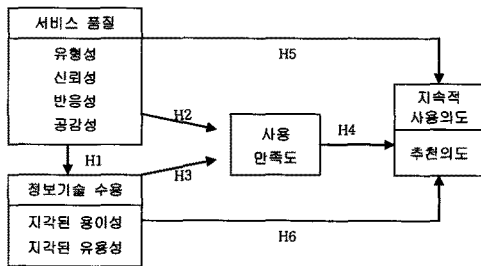 서비스 품질
유형성
신뢰성
반응성
공감성
H1
정보기술 수용
지각된 용이성
지각된 유용성
H2
H3
사용
만족도
H4
H5
지속적
사용의도
추천의도
H6